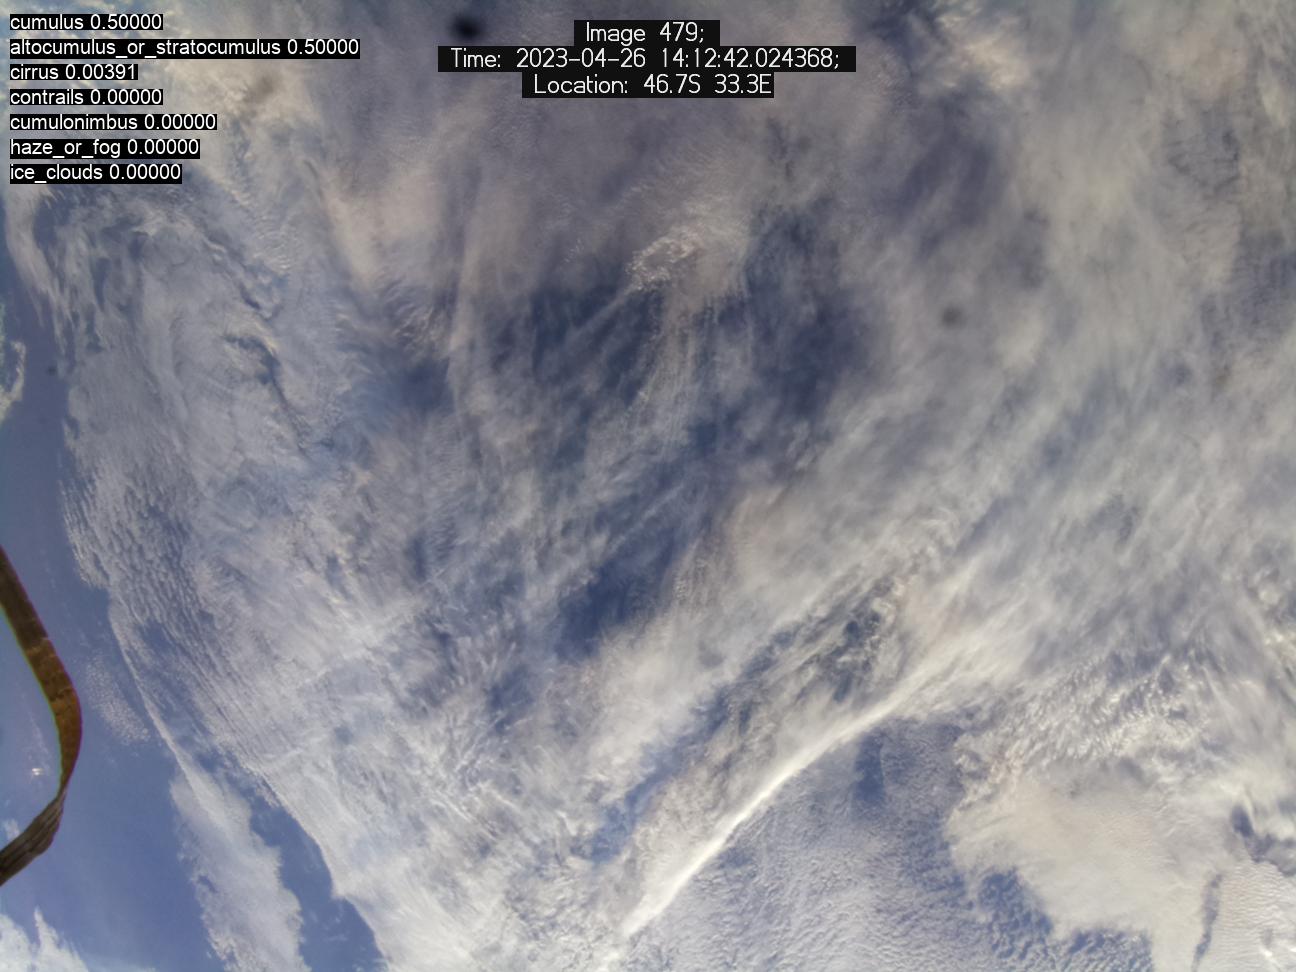 cumulus 0.50000
altocumulus_or_stratocumulus 0.50000
cirrus 0.00391
contrails 0.00000
cumulonimbus 0.00000
haze_or_fog 0.00000
ice_clouds 0.00000
Image 479;
Time: 2023-04-26 14:12:42.024368;
Location: 46.7S 33.3E